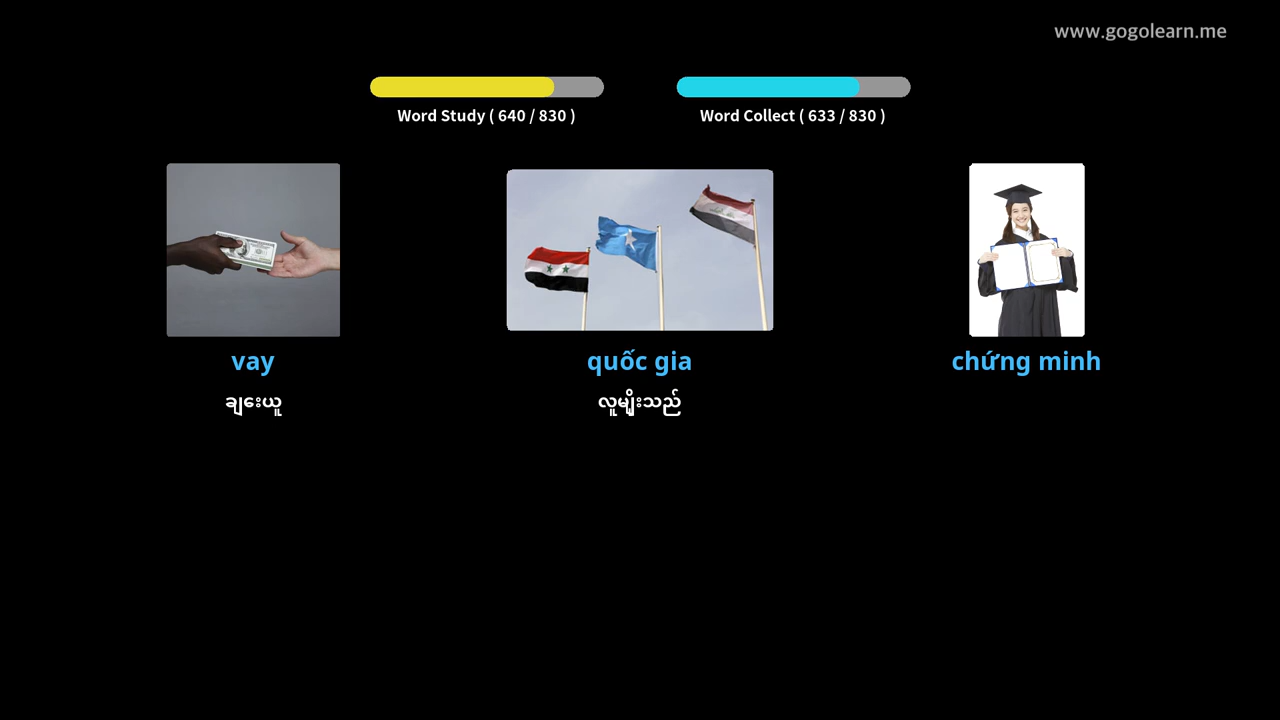 www.gogolearn.me
Word Study ( 640 / 830 )
Word Collect ( 633 / 830 )
vay
quốc gia
chứng minh
ချေးယူ
လူမျိုးသည်